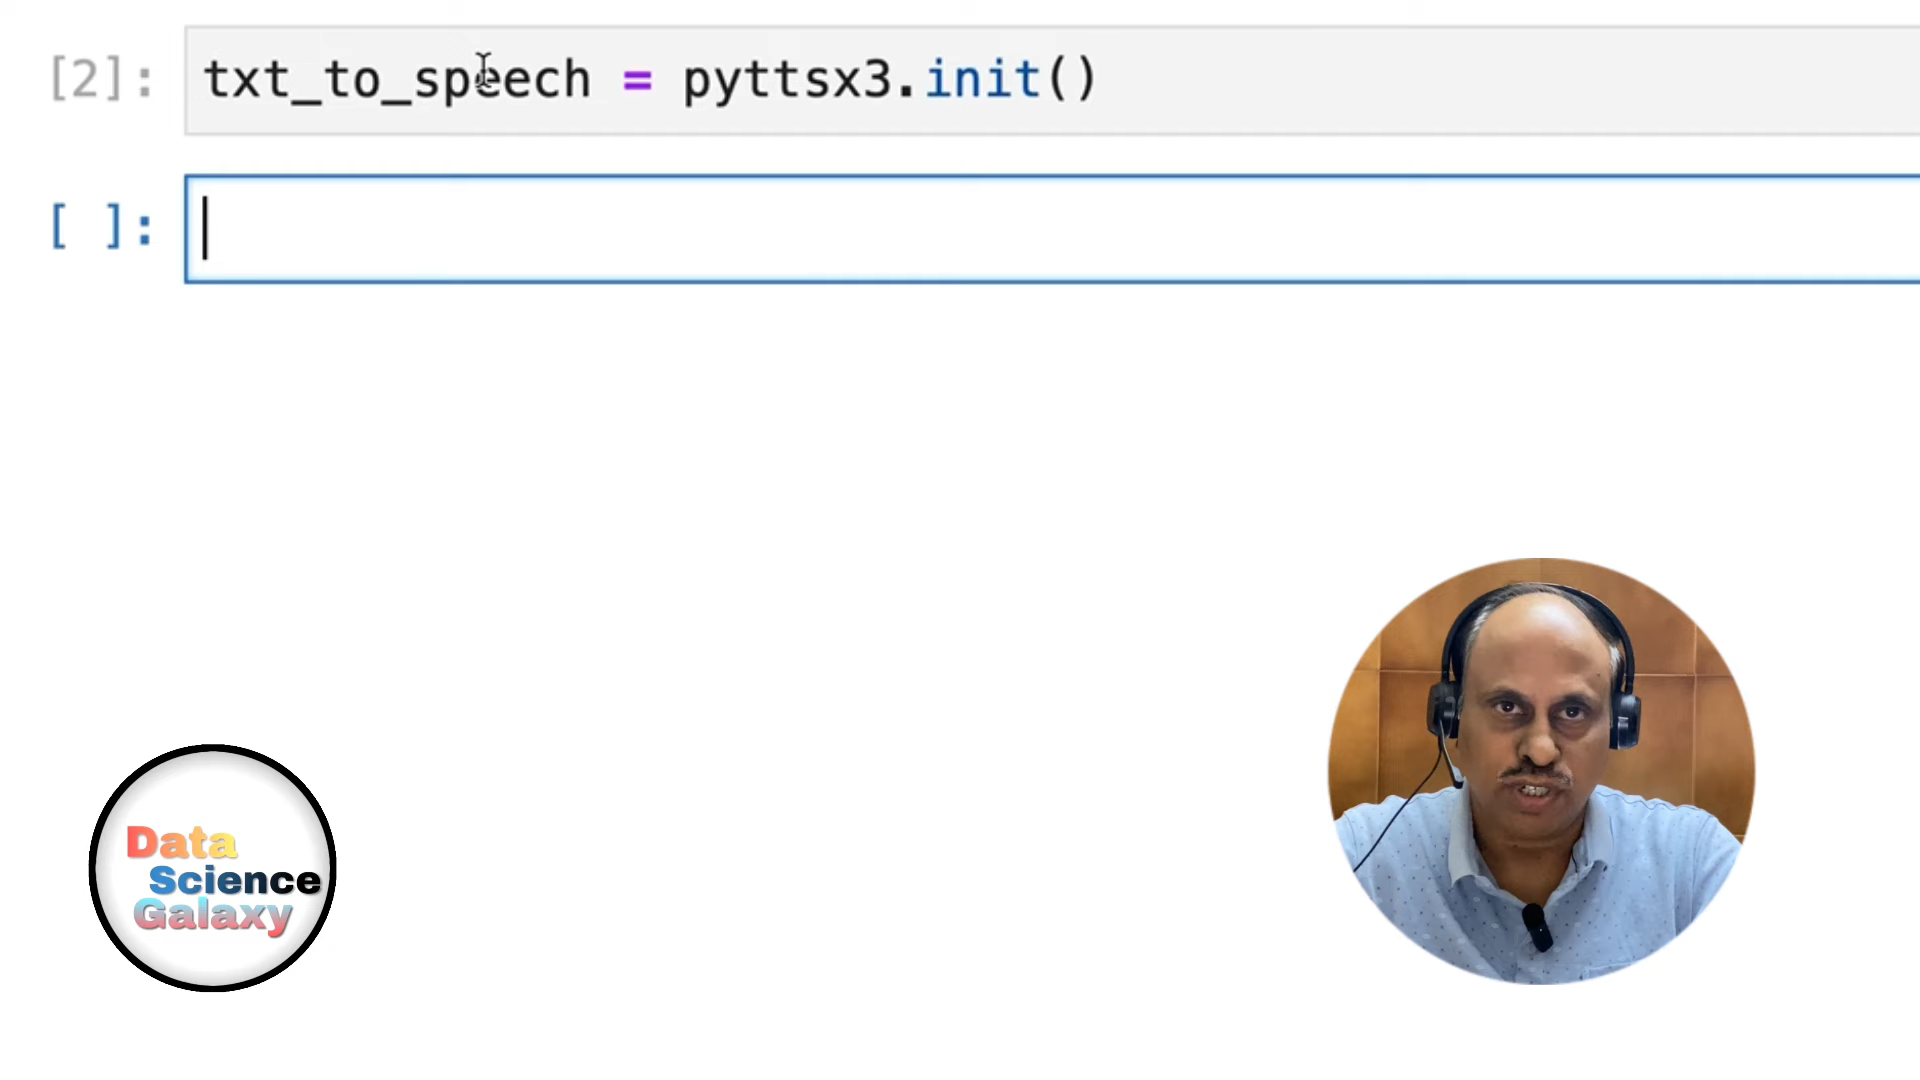 [2]: txt_to_speech = pyttsx3.init()
[ ]:
Data
Science
Galaxy